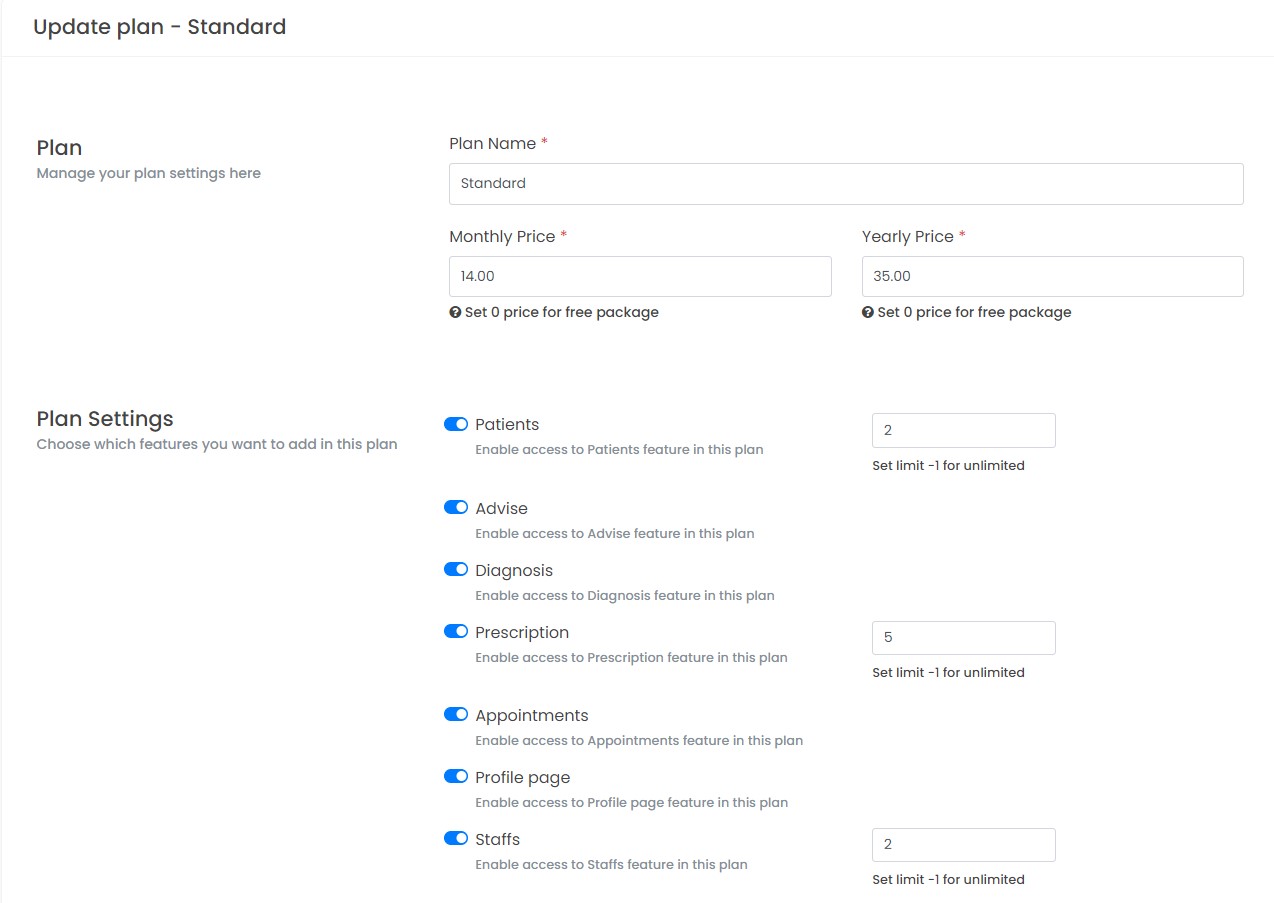 Update plan - Standard
Plan
Manage your plan settings here
Plan Name *
Standard
Monthly Price *
Yearly Price *
14.00
35.00
Set 0 price for free package
Set 0 price for free package
Plan Settings
Choose which features you want to add in this plan
Patients
Enable access to Patients feature in this plan
2
Set limit -1 for unlimited
Advise
Enable access to Advise feature in this plan
Diagnosis
Enable access to Diagnosis feature in this plan
Prescription
Enable access to Prescription feature in this plan
5
Set limit -1 for unlimited
Appointments
Enable access to Appointments feature in this plan
Profile page
Enable access to Profile page feature in this plan
Staffs
Enable access to Staffs feature in this plan
2
Set limit -1 for unlimited